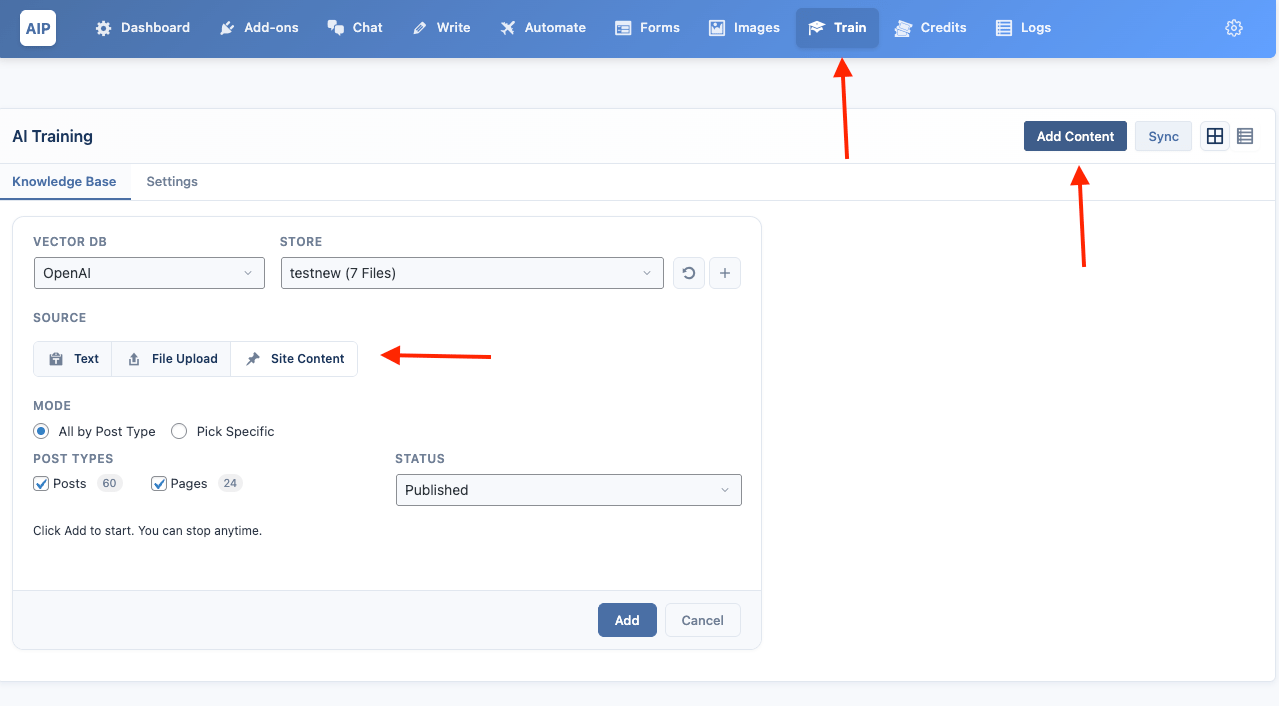 AIP Dashboard Add-ons Chat Write Automate Forms Images Train Credits Logs
AI Training
Add Content Sync
Knowledge Base Settings
VECTOR DB STORE
OpenAI testnew (7 Files)
SOURCE
Text File Upload Site Content
MODE
All by Post Type Pick Specific
POST TYPES STATUS
Posts 60 Pages 24
Published
Click Add to start. You can stop anytime.
Add Cancel